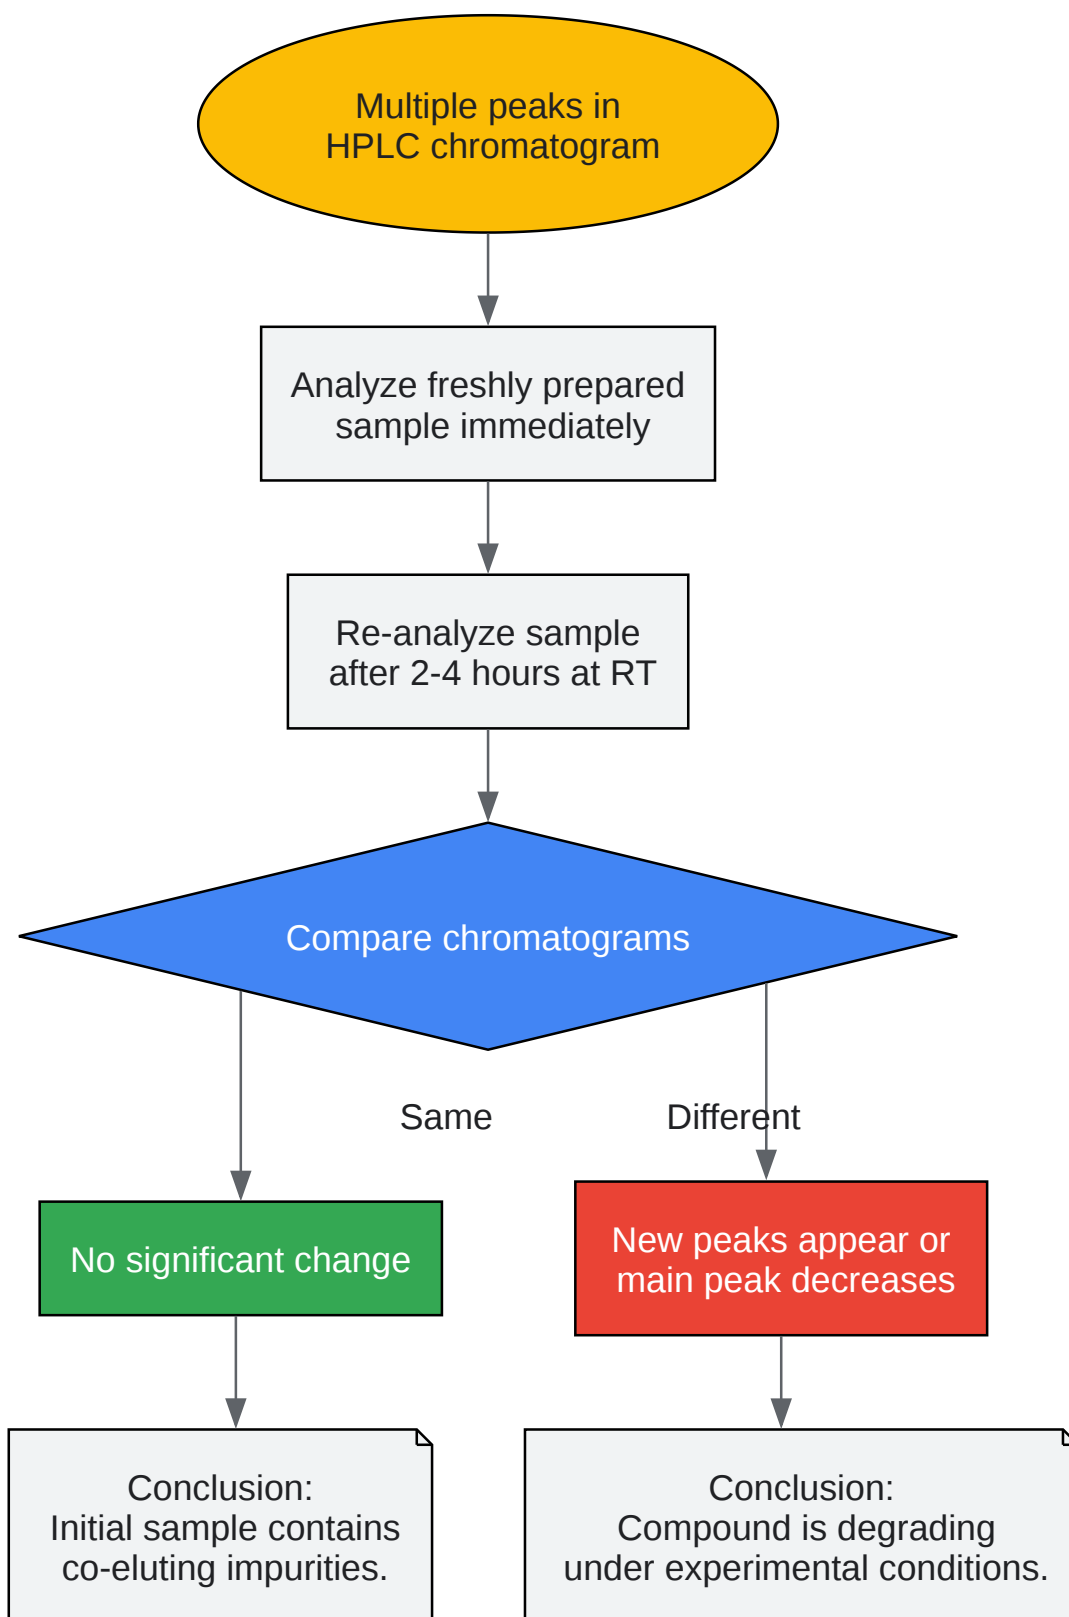 Multiple peaks in
HPLC chromatogram
Analyze freshly prepared
sample immediately
Re-analyze sample
after 2-4 hours at RT
Compare chromatograms
Same
Different
No significant change
New peaks appear or
main peak decreases
Conclusion:
Initial sample contains
co-eluting impurities.
Conclusion:
Compound is degrading
under experimental conditions.